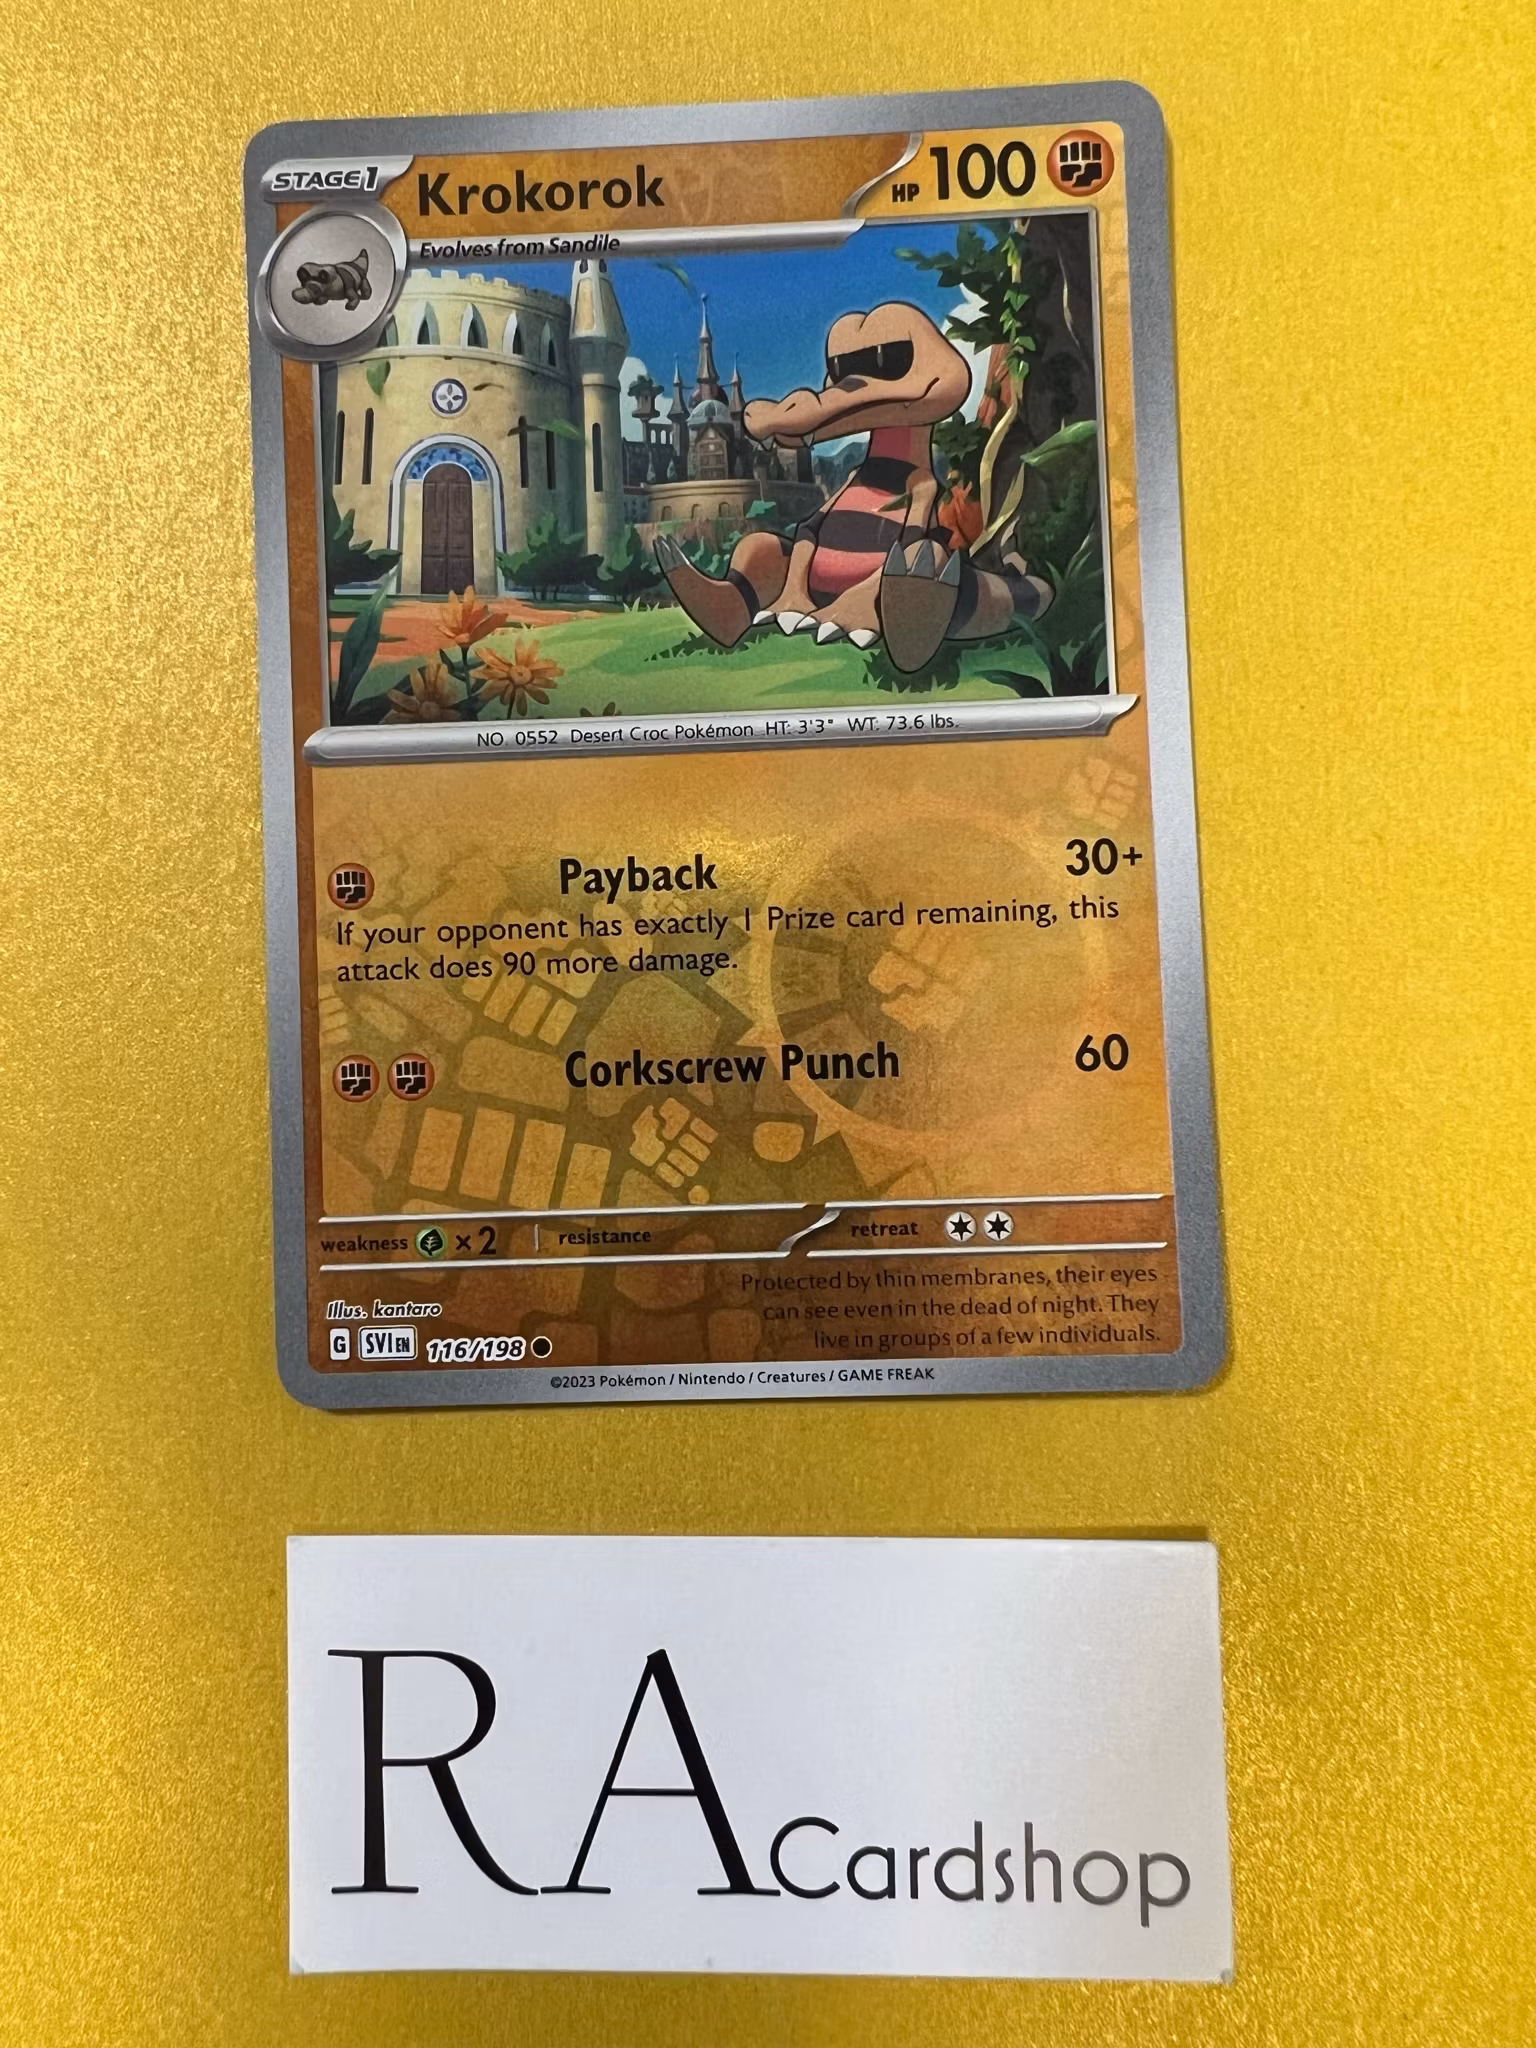 STAGE 1
Krokorok
HP 100
Evolves from Sandile
NO. 0552 Desert Croc Pokémon HT: 3'3" WT: 73.6 lbs.
Payback 30+
If your opponent has exactly 1 Prize card remaining, this
attack does 90 more damage.
Corkscrew Punch 60
weakness ×2 resistance retreat
Protected by thin membranes, their eyes
can see even in the dead of night. They
live in groups of a few individuals.
Illus. kantaro
G SVI EN 116/198
©2023 Pokémon / Nintendo / Creatures / GAME FREAK
RA Cardshop